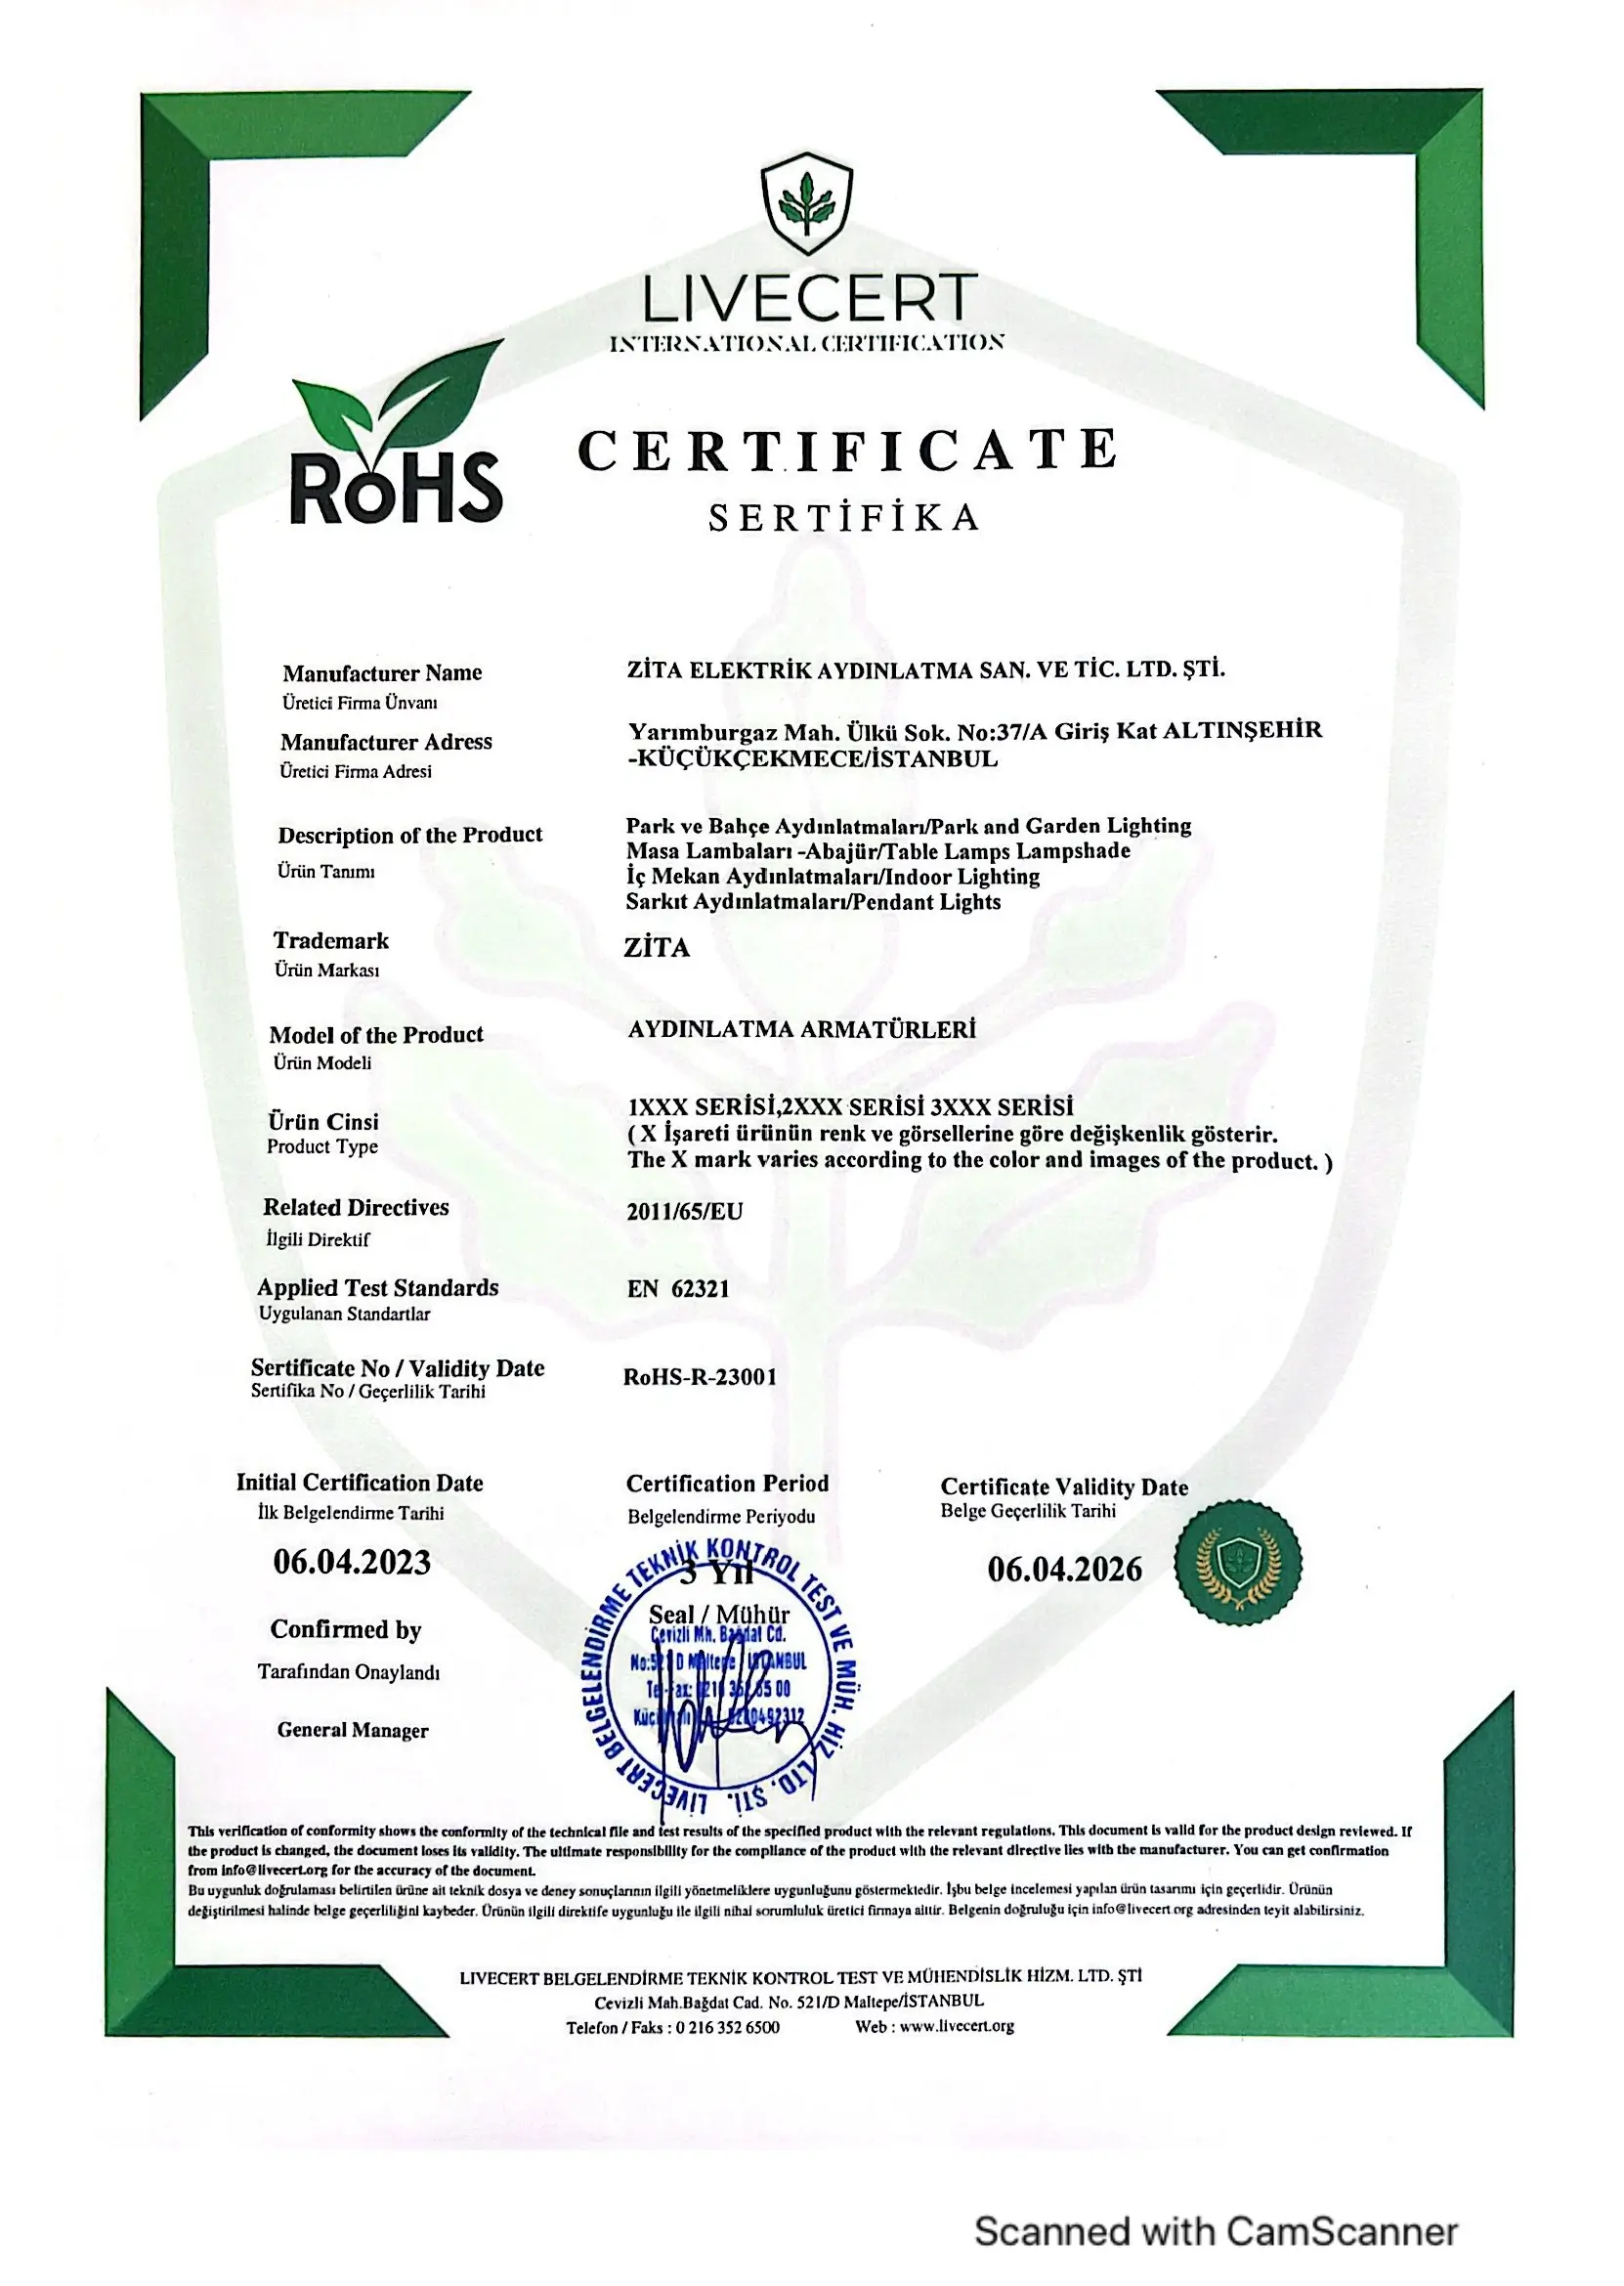 LIVECERT
INTERNATIONAL CERTIFICATION
RoHS
CERTIFICATE
SERTİFİKA
Manufacturer Name
Üretici Firma Ünvanı
ZİTA ELEKTRİK AYDINLATMA SAN. VE TİC. LTD. ŞTİ.
Manufacturer Adress
Üretici Firma Adresi
Yarımburgaz Mah. Ülkü Sok. No:37/A Giriş Kat ALTINŞEHİR
-KÜÇÜKÇEKMECE/İSTANBUL
Description of the Product
Ürün Tanımı
Park ve Bahçe Aydınlatmaları/Park and Garden Lighting
Masa Lambaları -Abajür/Table Lamps Lampshade
İç Mekan Aydınlatmaları/Indoor Lighting
Sarkıt Aydınlatmaları/Pendant Lights
Trademark
Ürün Markası
ZİTA
Model of the Product
Ürün Modeli
AYDINLATMA ARMATÜRLERİ
Ürün Cinsi
Product Type
1XXX SERİSİ,2XXX SERİSİ 3XXX SERİSİ
( X İşareti ürünün renk ve görsellerine göre değişkenlik gösterir.
The X mark varies according to the color and images of the product. )
Related Directives
İlgili Direktif
2011/65/EU
Applied Test Standards
Uygulanan Standartlar
EN 62321
Sertificate No / Validity Date
Sertifika No / Geçerlilik Tarihi
RoHS-R-23001
Initial Certification Date
İlk Belgelendirme Tarihi
06.04.2023
Certification Period
Belgelendirme Periyodu
3 Yıl
Certificate Validity Date
Belge Geçerlilik Tarihi
06.04.2026
Confirmed by
Tarafından Onaylandı
General Manager
Seal / Mühür
LIVECERT BELGELENDİRME TEKNİK KONTROL TEST VE MÜH. HİZ. LTD. ŞTİ.
Cevizli Mh. Bağdat Cd.
No:521 D Maltepe / İSTANBUL
This verification of conformity shows the conformity of the technical file and test results of the specified product with the relevant regulations. This document is valid for the product design reviewed. If
the product is changed, the document loses its validity. The ultimate responsibility for the compliance of the product with the relevant directive lies with the manufacturer. You can get confirmation
from info@livecert.org for the accuracy of the document.
Bu uygunluk doğrulaması belirtilen ürüne ait teknik dosya ve deney sonuçlarının ilgili yönetmeliklere uygunluğunu göstermektedir. İşbu belge incelemesi yapılan ürün tasarımı için geçerlidir. Ürünün
değiştirilmesi halinde belge geçerliliğini kaybeder. Ürünün ilgili direktife uygunluğu ile ilgili nihai sorumluluk üretici firmaya aittir. Belgenin doğruluğu için info@livecert org adresinden teyit alabilirsiniz.
LIVECERT BELGELENDİRME TEKNİK KONTROL TEST VE MÜHENDİSLİK HİZM. LTD. ŞTİ
Cevizli Mah.Bağdat Cad. No. 521/D Maltepe/İSTANBUL
Telefon / Faks : 0 216 352 6500 Web : www.livecert.org
Scanned with CamScanner